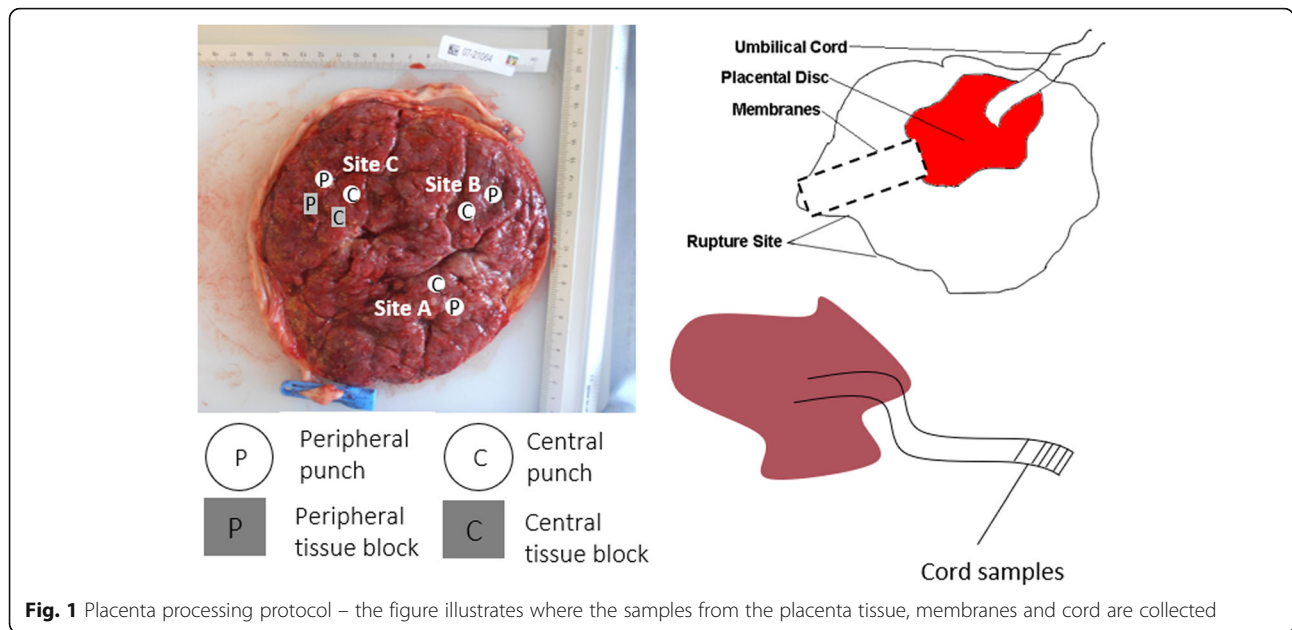 07-21064
Site C
P
C
P
C
Site B
P
C
C
Site A
P
P
Peripheral
punch
C
Central
punch
P
Peripheral
tissue block
C
Central
tissue block
Umbilical Cord
Placental Disc
Membranes
Rupture Site
Cord samples
Fig. 1 Placenta processing protocol – the figure illustrates where the samples from the placenta tissue, membranes and cord are collected